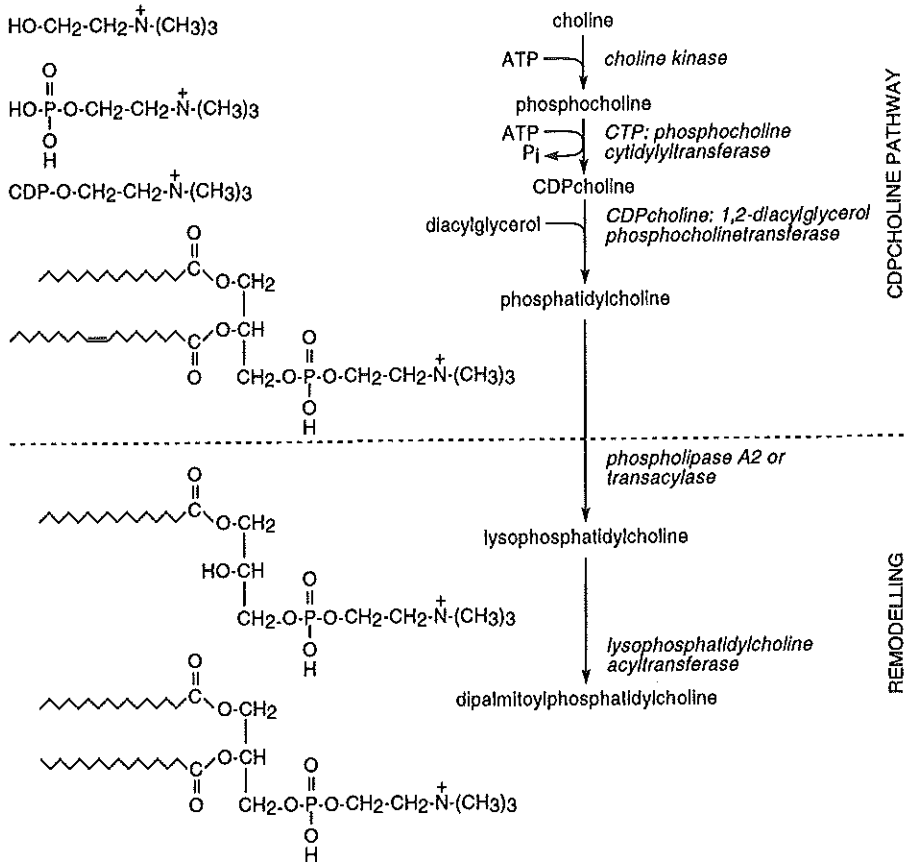 HO-CH2-CH2-N+-(CH3)3
choline
ATP
choline kinase
O
HO-P-O-CH2-CH2-N+-(CH3)3
O
H
phosphocholine
ATP
Pi
CTP: phosphocholine
cytidylyltransferase
CDP-O-CH2-CH2-N+-(CH3)3
CDPcholine
diacylglycerol
CDPcholine: 1,2-diacylglycerol
phosphocholinetransferase
O
C
O-CH2
O-CH
C
O
CH2-O-P-O-CH2-CH2-N+-(CH3)3
O
O
H
phosphatidylcholine
CDPCHOLINE PATHWAY
phospholipase A2 or
transacylase
O
C
O-CH2
HO-CH
O
CH2-O-P-O-CH2-CH2-N+-(CH3)3
O
H
lysophosphatidylcholine
lysophosphatidylcholine
acyltransferase
O
C
O-CH2
O-CH
C
O
O
CH2-O-P-O-CH2-CH2-N+-(CH3)3
O
H
dipalmitoylphosphatidylcholine
REMODELLING